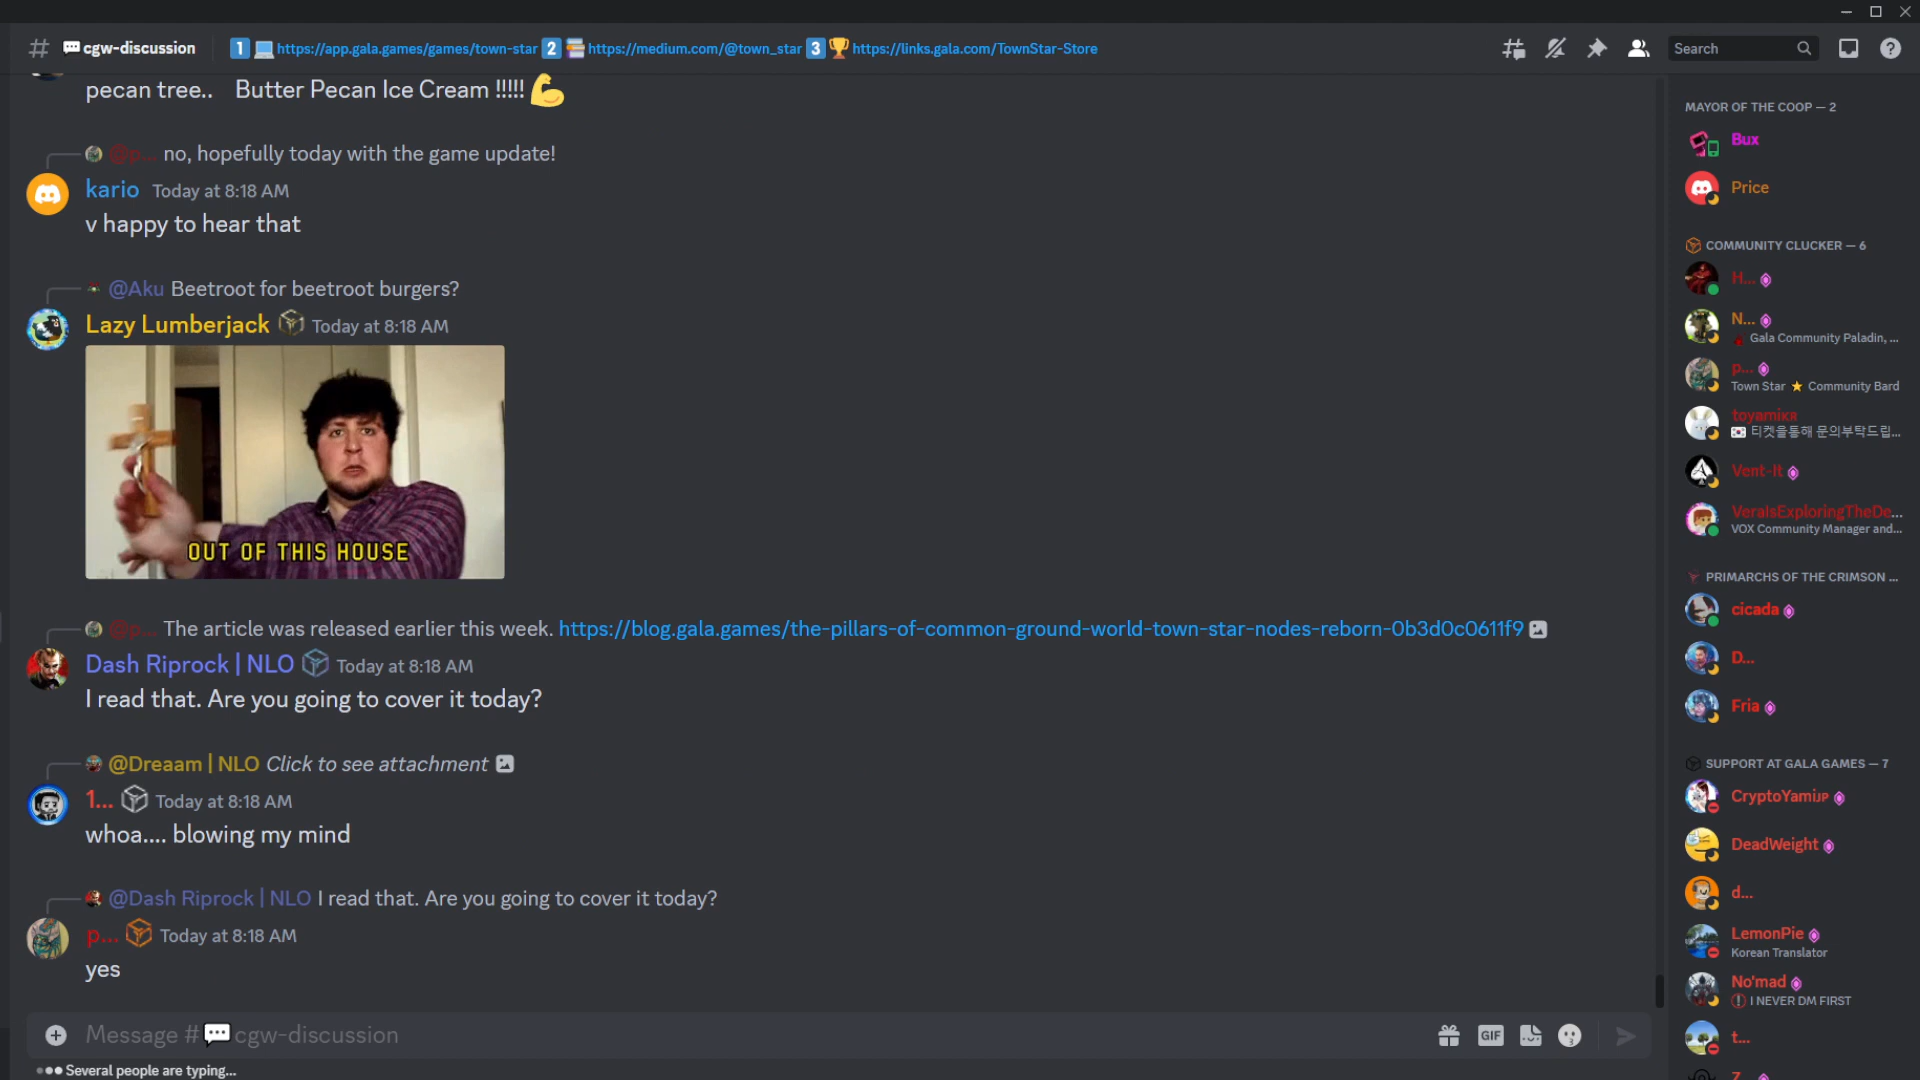 cgw-discussion
1 https://app.gala.games/games/town-star 2 https://medium.com/@town_star 3 https://links.gala.com/TownStar-Store
Search
pecan tree.. Butter Pecan Ice Cream !!!!!
@p... no, hopefully today with the game update!
kario Today at 8:18 AM
v happy to hear that
@Aku Beetroot for beetroot burgers?
Lazy Lumberjack Today at 8:18 AM
OUT OF THIS HOUSE
@p... The article was released earlier this week. https://blog.gala.games/the-pillars-of-common-ground-world-town-star-nodes-reborn-0b3d0c0611f9
Dash Riprock | NLO Today at 8:18 AM
I read that. Are you going to cover it today?
@Dreaam | NLO Click to see attachment
1... Today at 8:18 AM
whoa.... blowing my mind
@Dash Riprock | NLO I read that. Are you going to cover it today?
p... Today at 8:18 AM
yes
Message # cgw-discussion
GIF
Several people are typing...
MAYOR OF THE COOP — 2
Bux
Price
COMMUNITY CLUCKER — 6
H...
N...
Gala Community Paladin, ...
p...
Town Star ⭐ Community Bard
toyamikR
티켓을통해 문의부탁드립...
Vent-It
VeraIsExploringTheDe...
VOX Community Manager and...
PRIMARCHS OF THE CRIMSON ...
cicada
D...
Fria
SUPPORT AT GALA GAMES — 7
CryptoYamiJP
DeadWeight
d...
LemonPie
Korean Translator
No'mad
I NEVER DM FIRST
t...
Z...